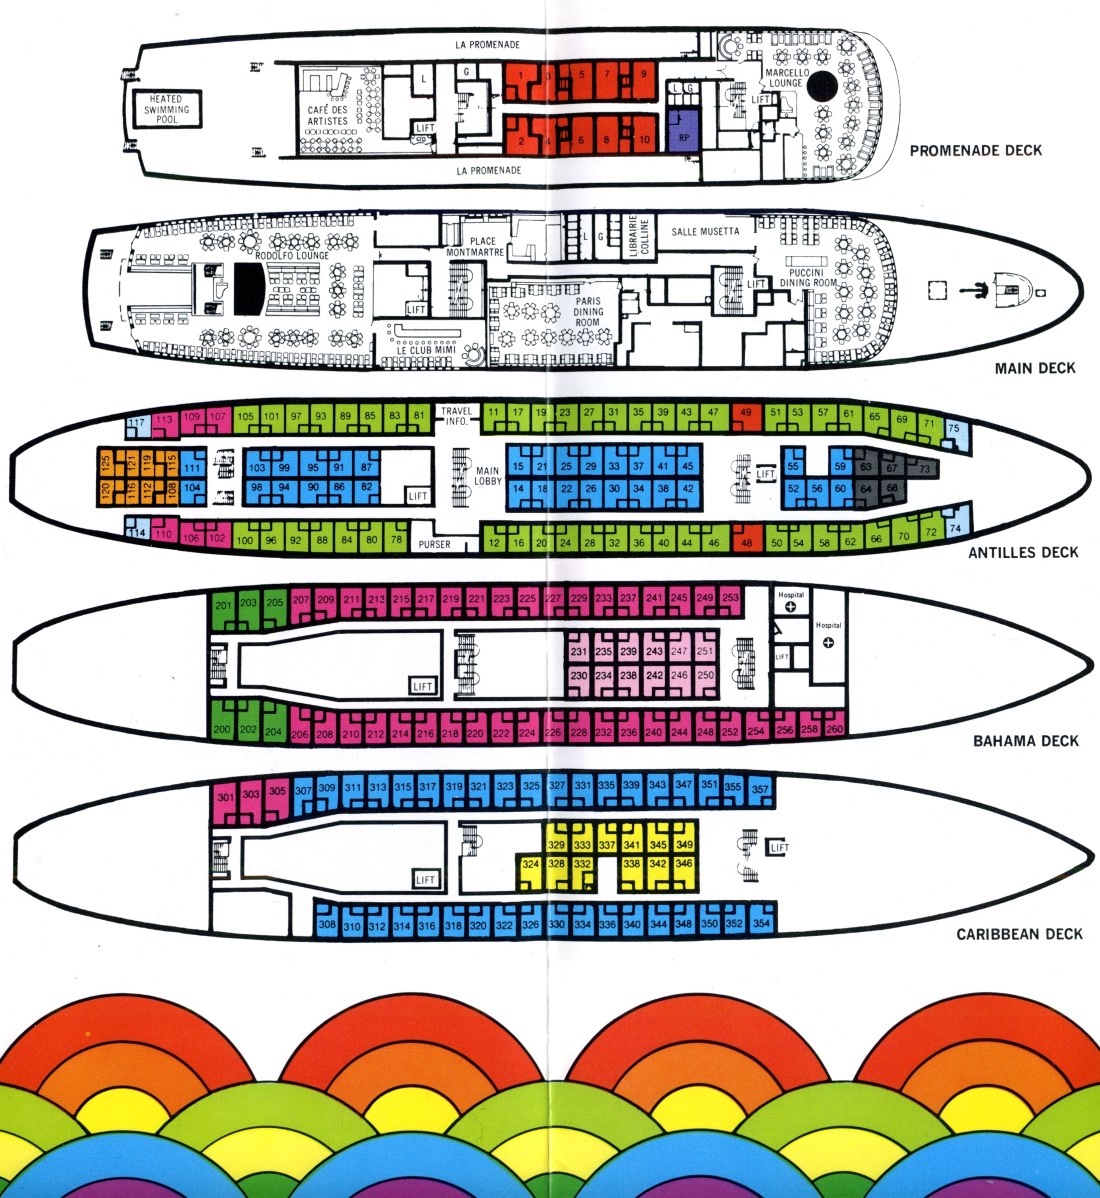 LA PROMENADE
HEATED
SWIMMING
POOL
CAFÉ DES
ARTISTES
L
G
LIFT
1 3 5 7 9
2 4 6 8 10
L G
RP
LIFT
MARCELLO
LOUNGE
LA PROMENADE
PROMENADE DECK
RODOLFO LOUNGE
PLACE
MONTMARTRE
L G
LIBRAIRIE
COLLINE
SALLE MUSETTA
LIFT
LE CLUB MIMI
PARIS
DINING
ROOM
LIFT
PUCCINI
DINING ROOM
MAIN DECK
117 113 109 107 105 101 97 93 89 85 83 81
TRAVEL
INFO.
11 17 19 23 27 31 35 39 43 47 49 51 53 57 61 65 69 71 75
125 121 119 115 111 103 99 95 91 87
MAIN
LOBBY
15 21 25 29 33 37 41 45
LIFT
55 59 63 67 73
120 116 112 108 104 98 94 90 86 82
LIFT
14 18 22 26 30 34 38 42
52 56 60 64 68
114 110 106 102 100 96 92 88 84 80 78
PURSER
12 16 20 24 28 32 36 40 44 46 48 50 54 58 62 66 70 72 74
ANTILLES DECK
201 203 205 207 209 211 213 215 217 219 221 223 225 227 229 233 237 241 245 249 253
Hospital
Hospital
231 235 239 243 247 251
230 234 238 242 246 250
LIFT
LIFT
200 202 204 206 208 210 212 214 216 218 220 222 224 226 228 232 236 240 244 248 252 254 256 258 260
BAHAMA DECK
301 303 305 307 309 311 313 315 317 319 321 323 325 327 331 335 339 343 347 351 355 357
329 333 337 341 345 349
LIFT
324 328 332 338 342 346
LIFT
308 310 312 314 316 318 320 322 326 330 334 336 340 344 348 350 352 354
CARIBBEAN DECK